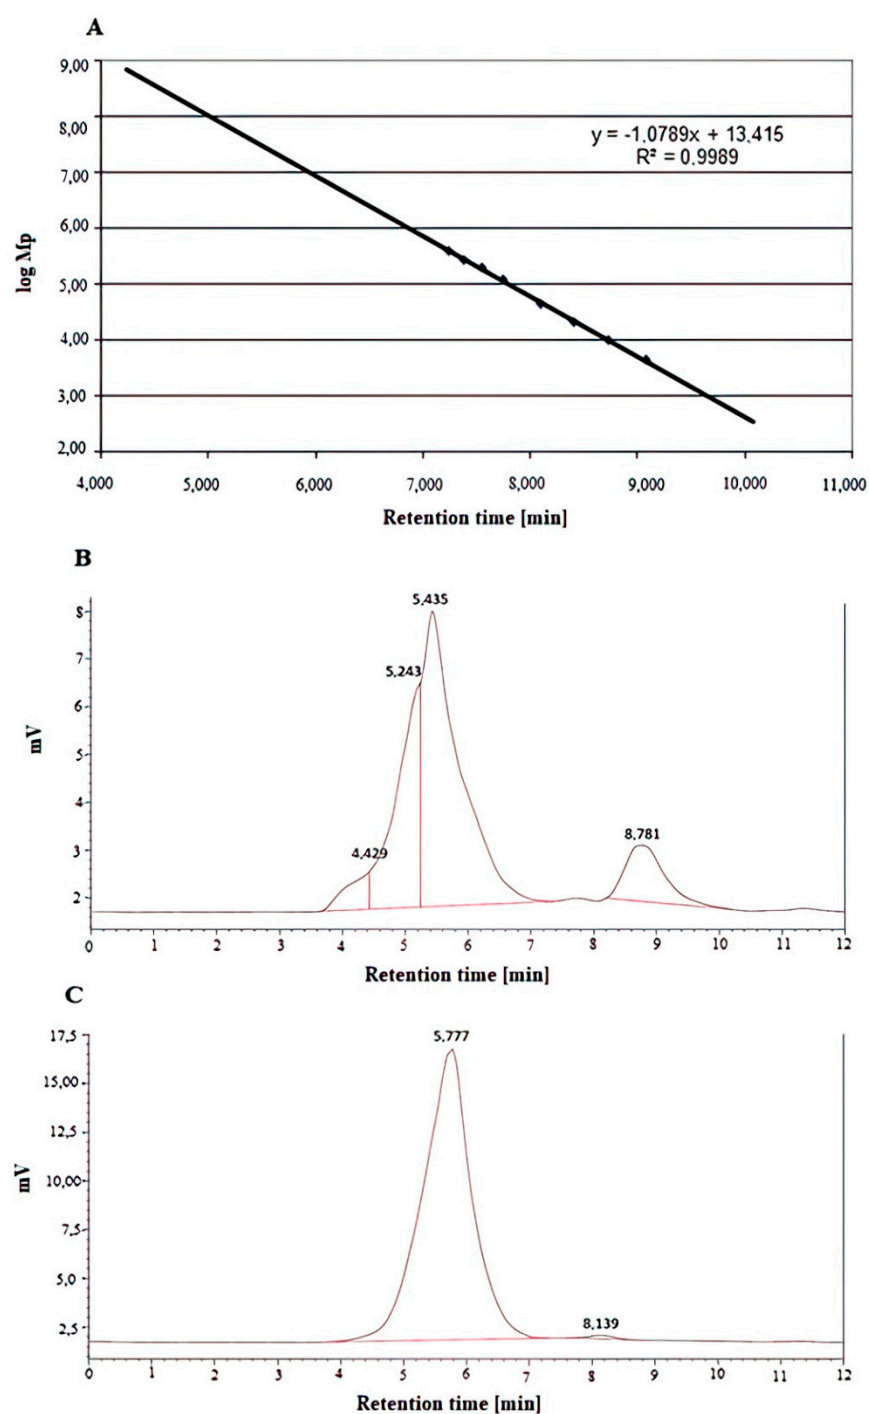 A
9,00
8,00
7,00
6,00
5,00
4,00
3,00
2,00
y = -1,0789x + 13,415
R² = 0,9989
log Mp
4,000 5,000 6,000 7,000 8,000 9,000 10,000 11,000
Retention time [min]
B
5,435
5,243
4,429
8,781
8
7
6
5
4
3
2
mV
0 1 2 3 4 5 6 7 8 9 10 11 12
Retention time [min]
C
5,777
8,139
17,5
15,00
12,5
10,00
7,5
5,0
2,5
mV
0 1 2 3 4 5 6 7 8 9 10 11 12
Retention time [min]